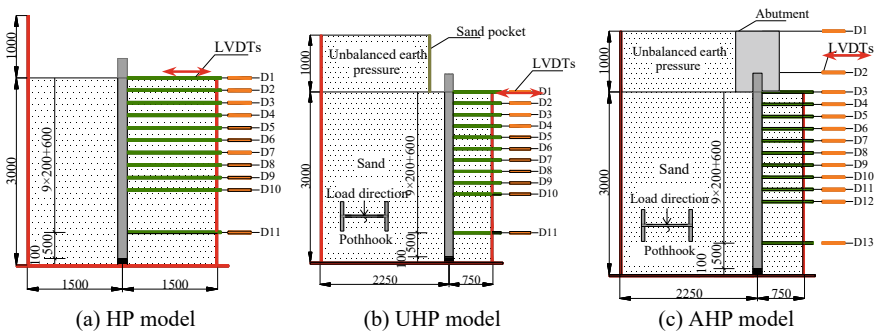 1000
3000
LVDTs
D1
D2
D3
D4
D5
D6
D7
D8
D9
D10
D11
9×200+600
500
100
1500
1500
(a) HP model
1000
3000
Unbalanced earth
pressure
Sand pocket
LVDTs
D1
D2
D3
D4
D5
D6
D7
D8
D9
D10
D11
9×200+600
Sand
Load direction
Pothhook
500
100
2250
750
(b) UHP model
1000
3000
Abutment
Unbalanced earth
pressure
D1
LVDTs
D2
D3
D4
D5
D6
D7
D8
D9
D10
D11
D12
D13
9×200+600
Sand
Load direction
Pothhook
500
100
2250
750
(c) AHP model